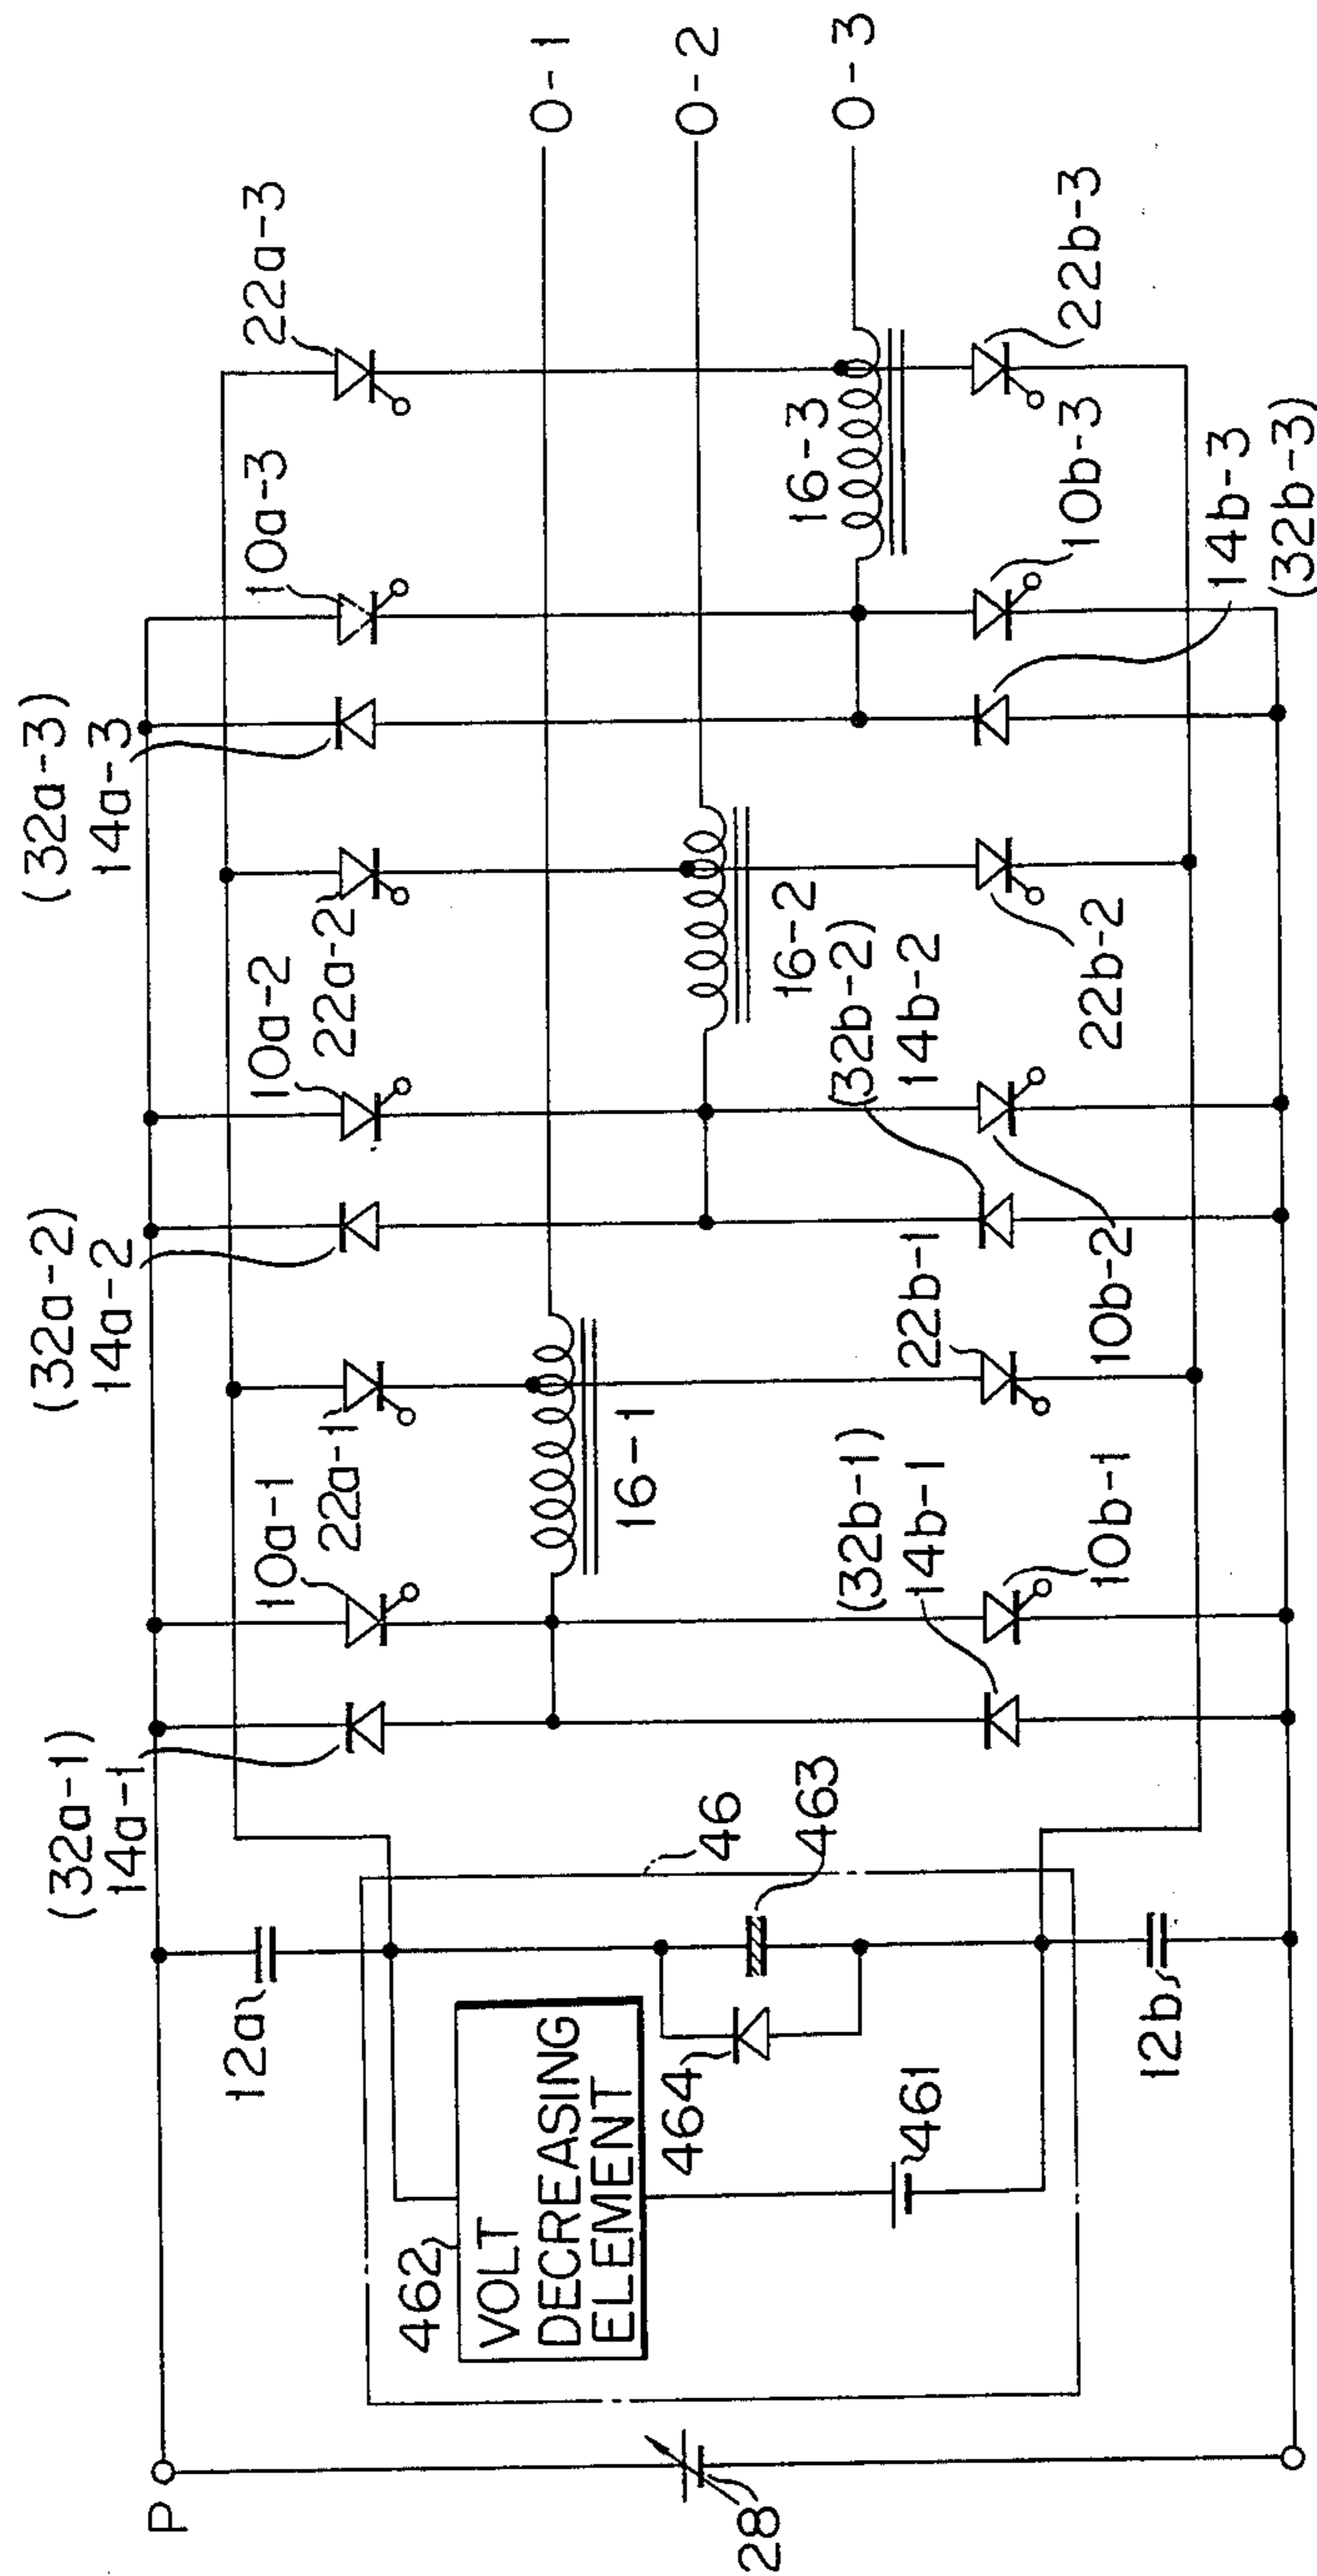 P
28
462
VOLT
DECREASING
ELEMENT
12a
464
461
463
46
12b
(32a-1)
14a-1
10a-1
22a-1
16-1
(32b-1)
14b-1
10b-1
22b-1
(32a-2)
14a-2
10a-2
22a-2
16-2
(32b-2)
14b-2
10b-2
22b-2
(32a-3)
14a-3
10a-3
22a-3
16-3
10b-3
22b-3
14b-3
(32b-3)
0-1
0-2
0-3